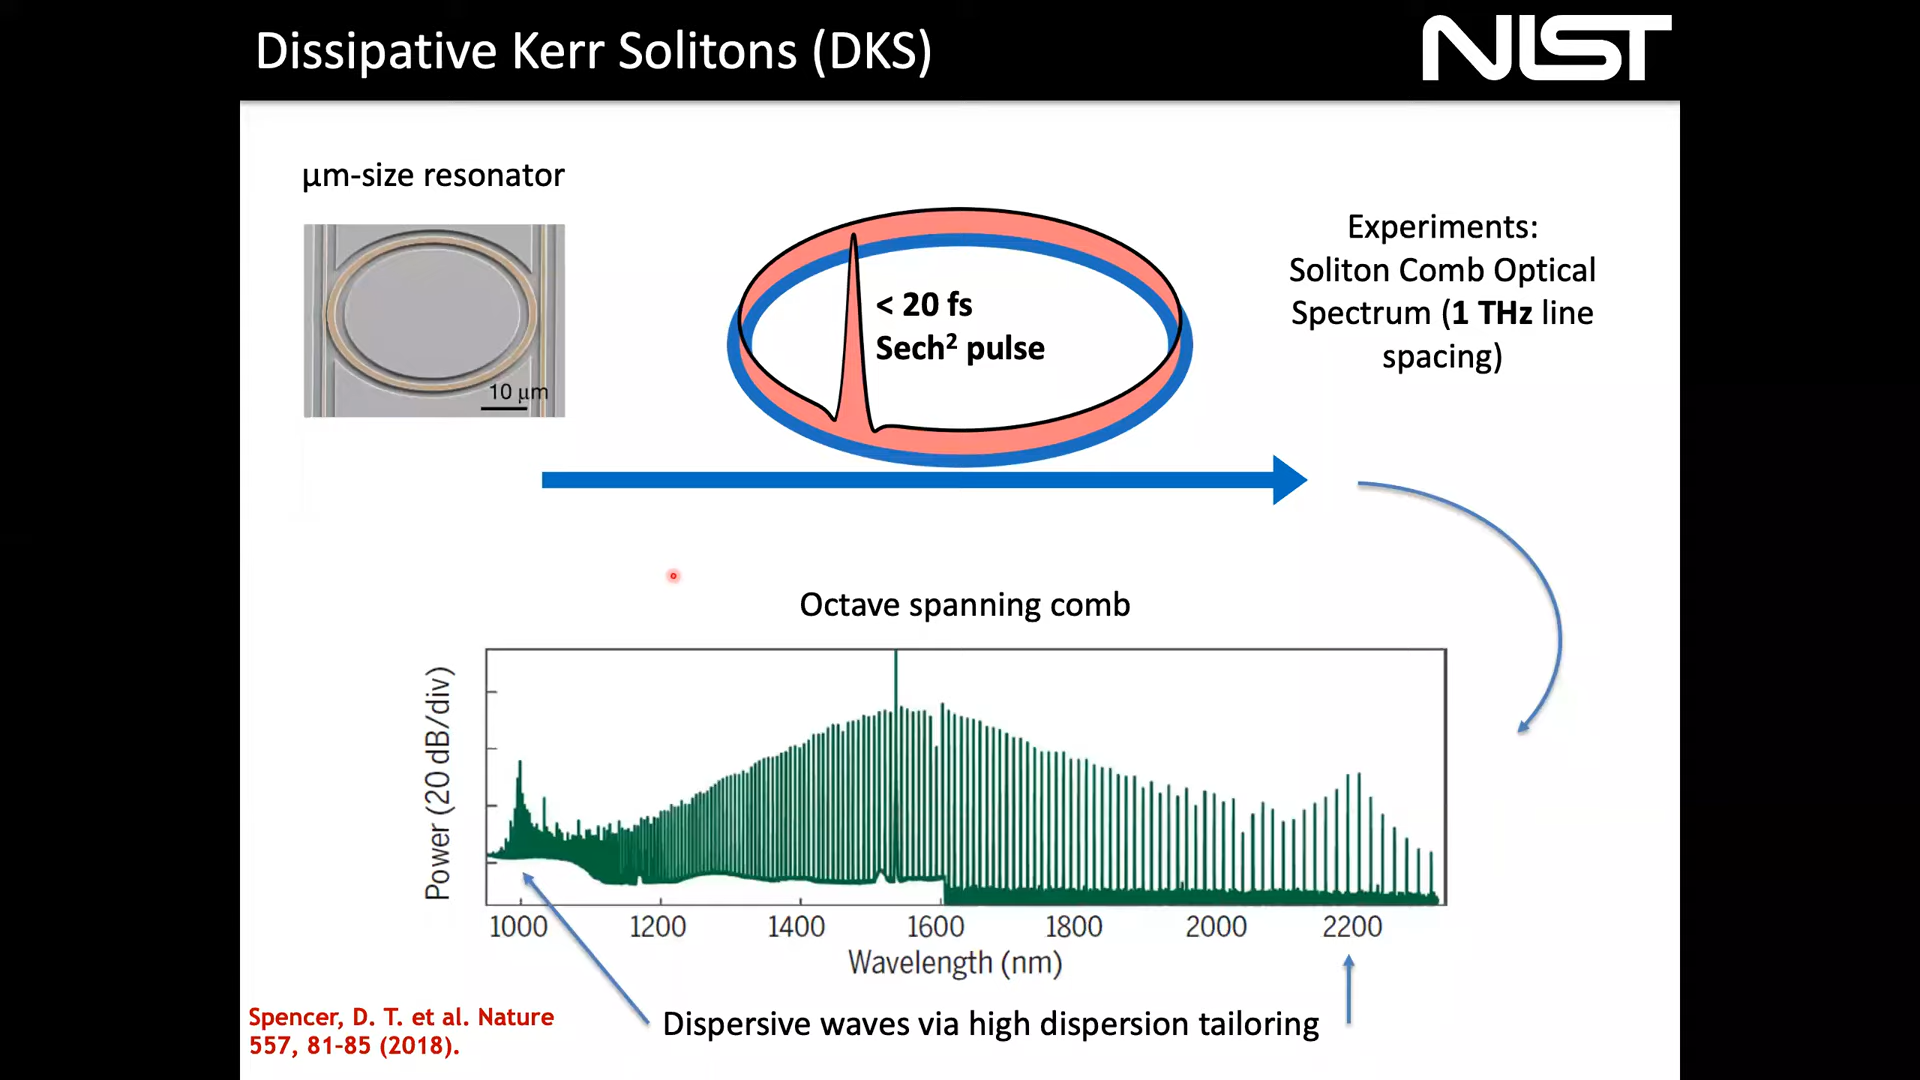 Dissipative Kerr Solitons (DKS)
NIST
µm-size resonator
10 µm
< 20 fs
Sech² pulse
Experiments:
Soliton Comb Optical
Spectrum (1 THz line
spacing)
Octave spanning comb
Power (20 dB/div)
1000 1200 1400 1600 1800 2000 2200
Wavelength (nm)
Dispersive waves via high dispersion tailoring
Spencer, D. T. et al. Nature
557, 81–85 (2018).